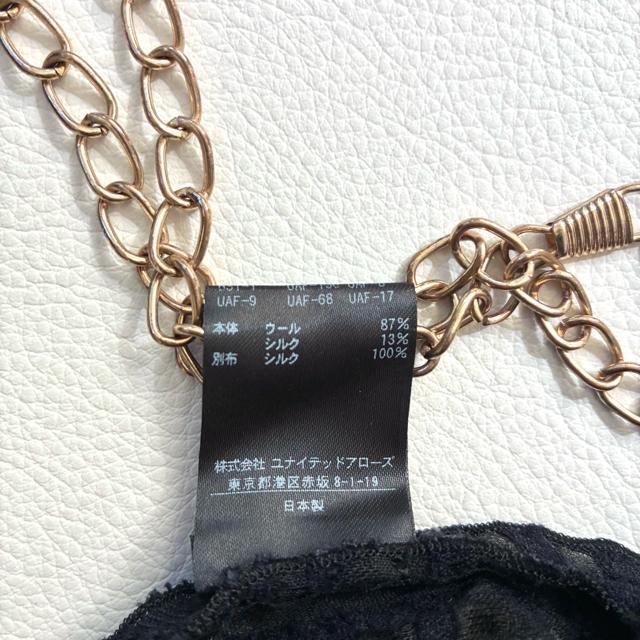 UAF-9 UAF-68 UAF-17
本体 ウール 87%
シルク 13%
別布 シルク 100%
株式会社 ユナイテッドアローズ
東京都港区赤坂 8-1-19
日本製